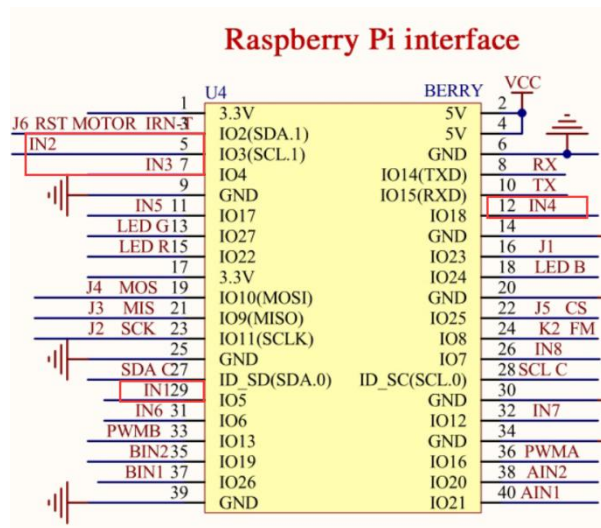 Raspberry Pi interface
U4 BERRY VCC
1 3.3V 5V 2
J6 RST MOTOR IRN-T 3 IO2(SDA.1) 5V 4
IN2 5 IO3(SCL.1) GND 6
IN3 7 IO4 IO14(TXD) 8 RX
9 GND IO15(RXD) 10 TX
IN5 11 IO17 IO18 12 IN4
LED G 13 IO27 GND 14
LED R 15 IO22 IO23 16 J1
17 3.3V IO24 18 LED B
J4 MOS 19 IO10(MOSI) GND 20
J3 MIS 21 IO9(MISO) IO25 22 J5 CS
J2 SCK 23 IO11(SCLK) IO8 24 K2 FM
25 GND IO7 26 IN8
SDA C 27 ID_SD(SDA.0) ID_SC(SCL.0) 28 SCL C
IN1 29 IO5 GND 30
IN6 31 IO6 IO12 32 IN7
PWMB 33 IO13 GND 34
BIN2 35 IO19 IO16 36 PWMA
BIN1 37 IO26 IO20 38 AIN2
39 GND IO21 40 AIN1